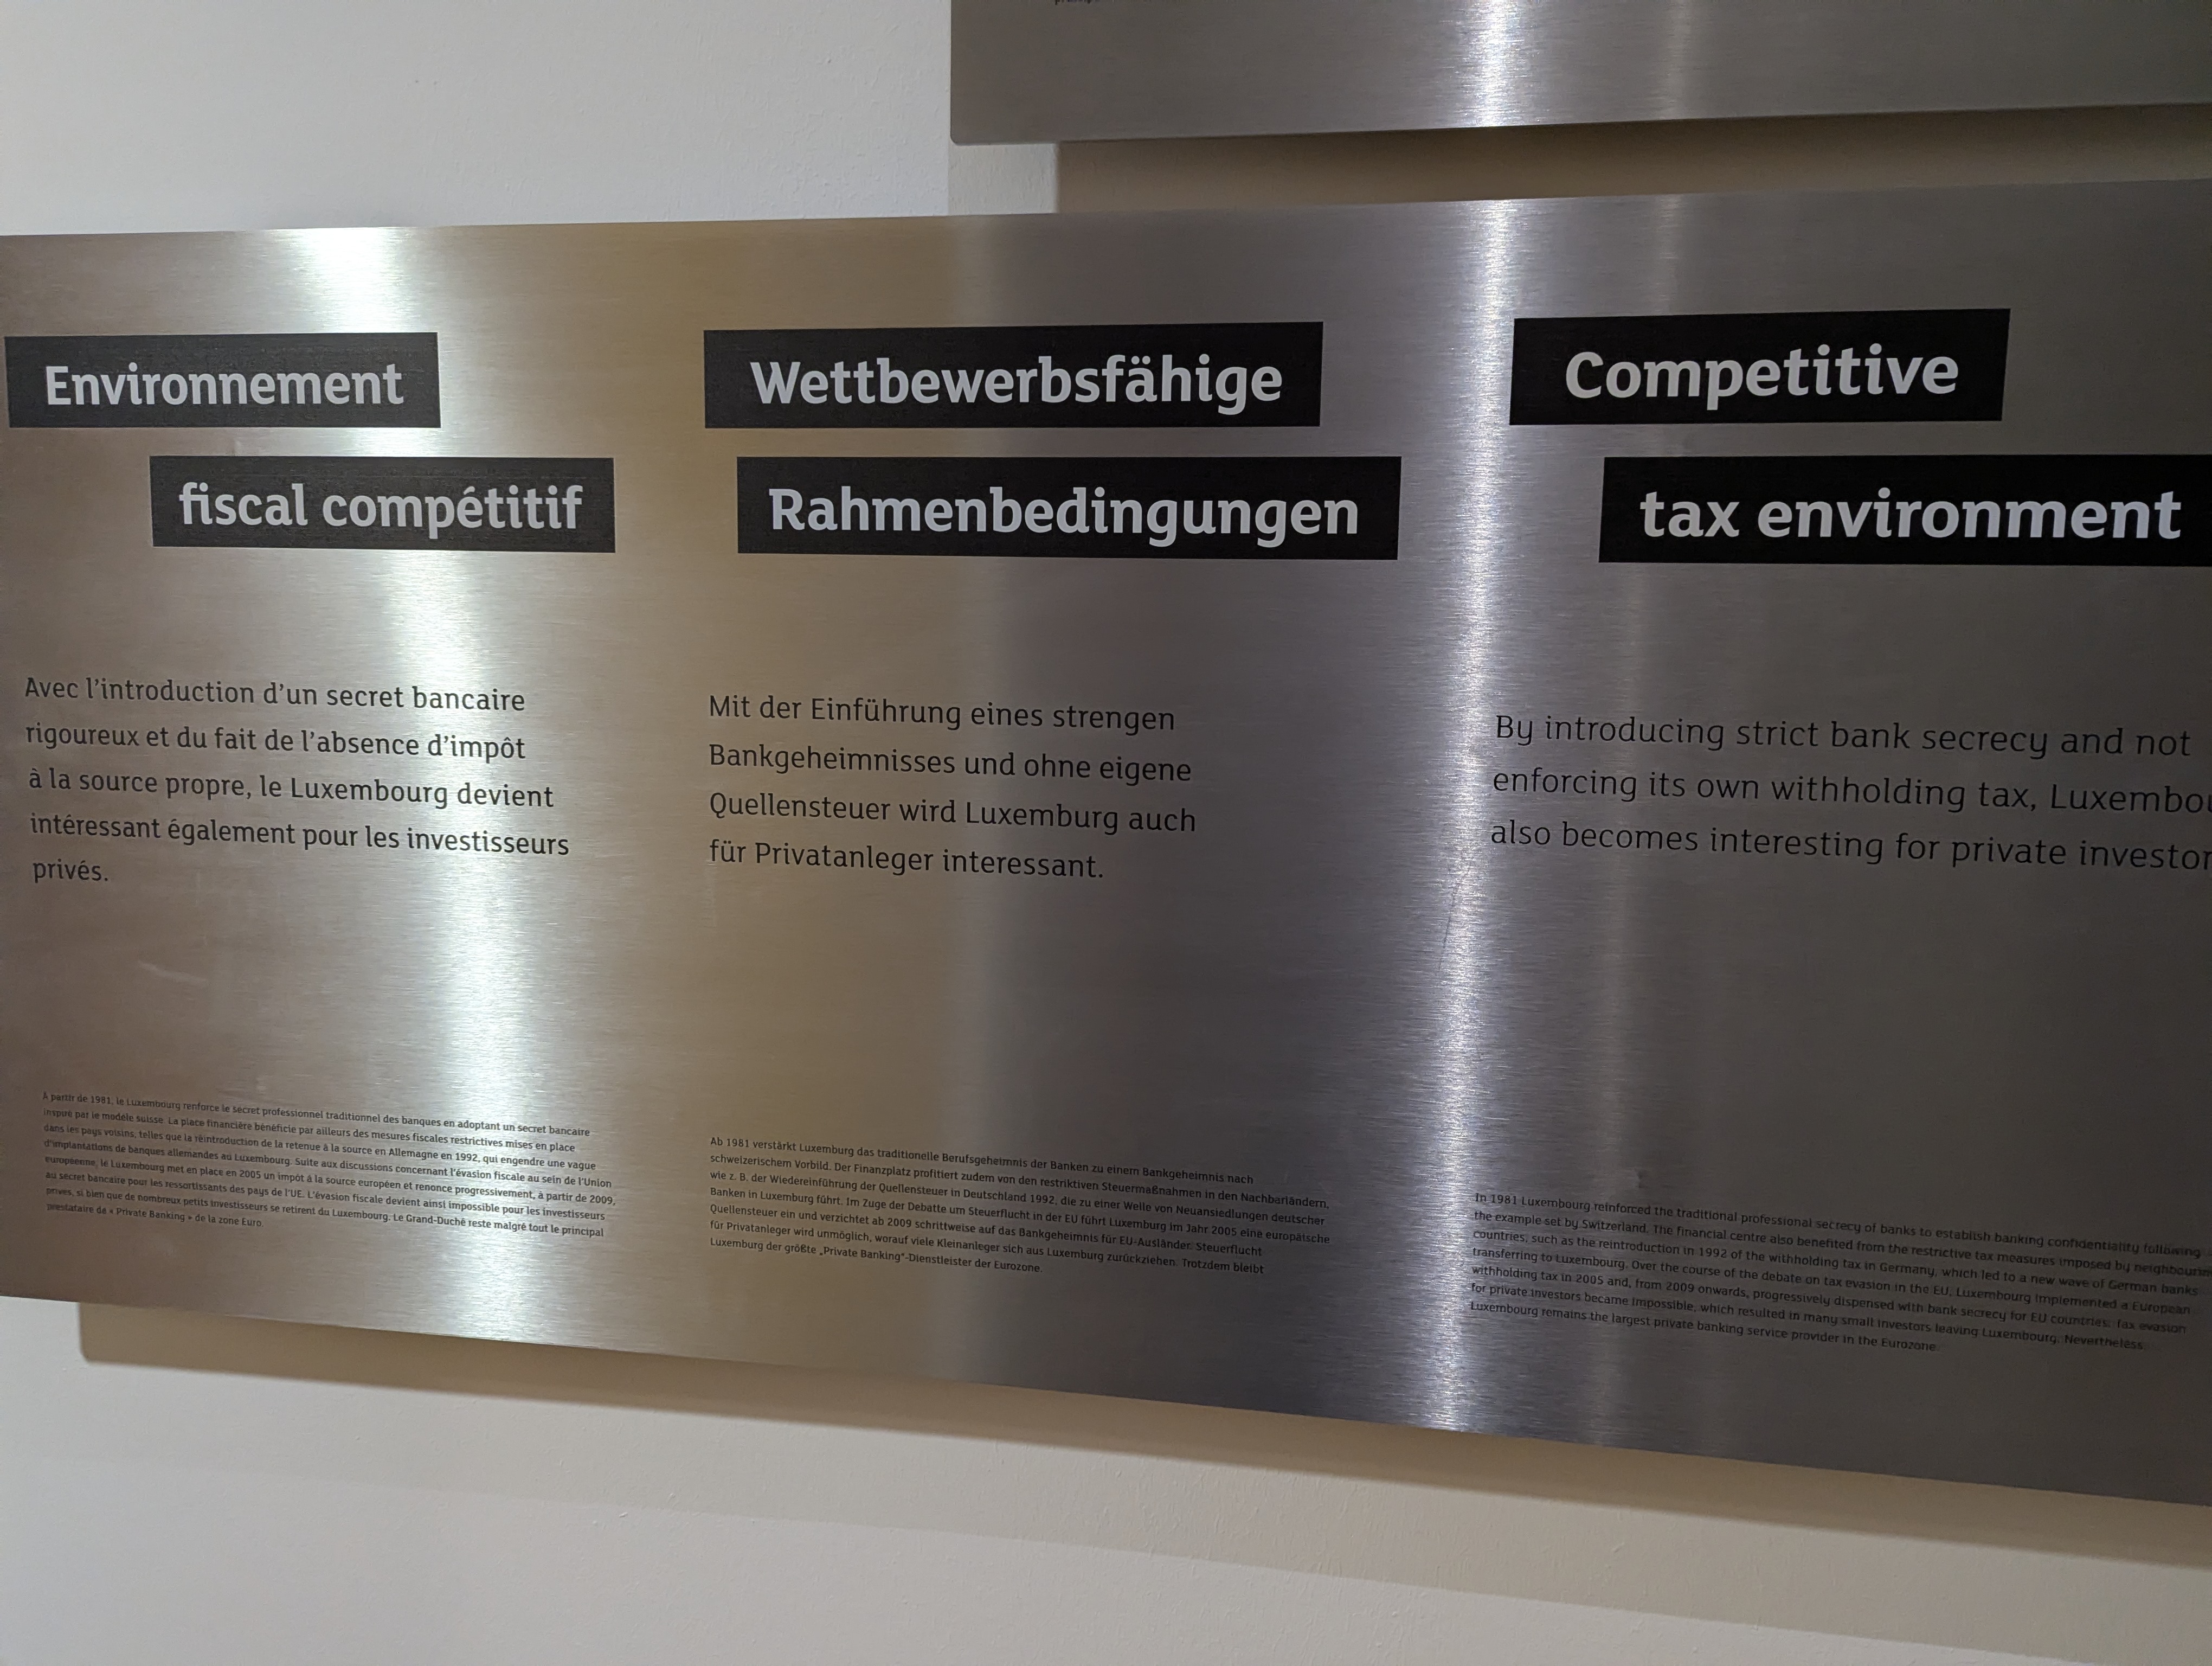 Environnement
fiscal compétitif
Avec l'introduction d'un secret bancaire
rigoureux et du fait de l'absence d'impôt
à la source propre, le Luxembourg devient
intéressant également pour les investisseurs
privés.
À partir de 1981, le Luxembourg renforce le secret professionnel traditionnel des banques en adoptant un secret bancaire
inspiré par le modèle suisse. La place financière bénéficie par ailleurs des mesures fiscales restrictives mises en place
dans les pays voisins, telles que la réintroduction de la retenue à la source en Allemagne en 1992, qui engendre une vague
d'implantations de banques allemandes au Luxembourg. Suite aux discussions concernant l'évasion fiscale au sein de l'Union
européenne, le Luxembourg met en place en 2005 un impôt à la source européen et renonce progressivement, à partir de 2009,
au secret bancaire pour les ressortissants des pays de l'UE. L'évasion fiscale devient ainsi impossible pour les investisseurs
privés, si bien que de nombreux petits investisseurs se retirent du Luxembourg. Le Grand-Duché reste malgré tout le principal
prestataire de « Private Banking » de la zone Euro.
Wettbewerbsfähige
Rahmenbedingungen
Mit der Einführung eines strengen
Bankgeheimnisses und ohne eigene
Quellensteuer wird Luxemburg auch
für Privatanleger interessant.
Ab 1981 verstärkt Luxemburg das traditionelle Berufsgeheimnis der Banken zu einem Bankgeheimnis nach
schweizerischem Vorbild. Der Finanzplatz profitiert zudem von den restriktiven Steuermaßnahmen in den Nachbarländern,
wie z. B. der Wiedereinführung der Quellensteuer in Deutschland 1992, die zu einer Welle von Neuansiedlungen deutscher
Banken in Luxemburg führt. Im Zuge der Debatte um Steuerflucht in der EU führt Luxemburg im Jahr 2005 eine europäische
Quellensteuer ein und verzichtet ab 2009 schrittweise auf das Bankgeheimnis für EU-Ausländer. Steuerflucht
für Privatanleger wird unmöglich, worauf viele Kleinanleger sich aus Luxemburg zurückziehen. Trotzdem bleibt
Luxemburg der größte „Private Banking“-Dienstleister der Eurozone.
Competitive
tax environment
By introducing strict bank secrecy and not
enforcing its own withholding tax, Luxembou
also becomes interesting for private investor
In 1981 Luxembourg reinforced the traditional professional secrecy of banks to establish banking confidentiality following
the example set by Switzerland. The financial centre also benefited from the restrictive tax measures imposed by neighbourin
countries, such as the reintroduction in 1992 of the withholding tax in Germany, which led to a new wave of German banks
transferring to Luxembourg. Over the course of the debate on tax evasion in the EU, Luxembourg implemented a European
withholding tax in 2005 and, from 2009 onwards, progressively dispensed with bank secrecy for EU countries: tax evasion
for private investors became impossible, which resulted in many small investors leaving Luxembourg. Nevertheless
Luxembourg remains the largest private banking service provider in the Eurozone.